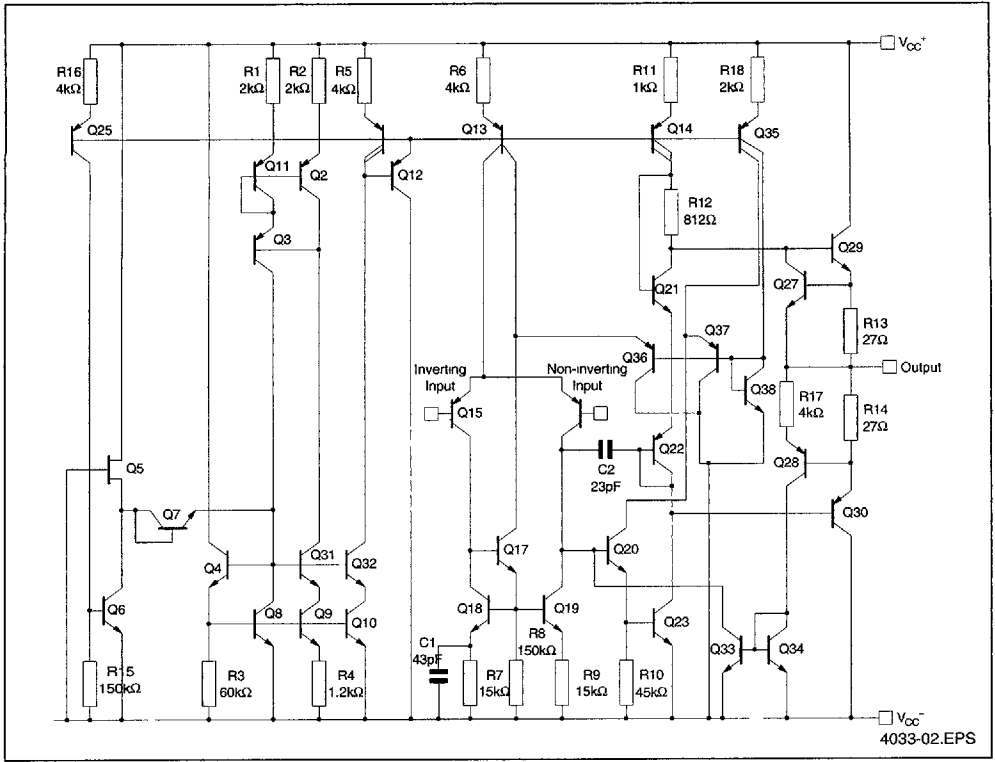 VCC+
R16
4kΩ
R1
2kΩ
R2
2kΩ
R5
4kΩ
R6
4kΩ
R11
1kΩ
R18
2kΩ
Q25
Q13
Q14
Q35
Q11
Q2
Q12
R12
812Ω
Q3
Q29
Q21
Q27
R13
27Ω
Q36
Q37
Output
Inverting
Input
Non-inverting
Input
Q38
R17
4kΩ
R14
27Ω
Q15
Q22
Q5
C2
23pF
Q28
Q7
Q30
Q4
Q31
Q32
Q17
Q20
Q6
Q8
Q9
Q10
Q18
Q19
Q23
R8
150kΩ
C1
43pF
Q33
Q34
R15
150kΩ
R3
60kΩ
R4
1.2kΩ
R7
15kΩ
R9
15kΩ
R10
45kΩ
VCC-
4033-02.EPS